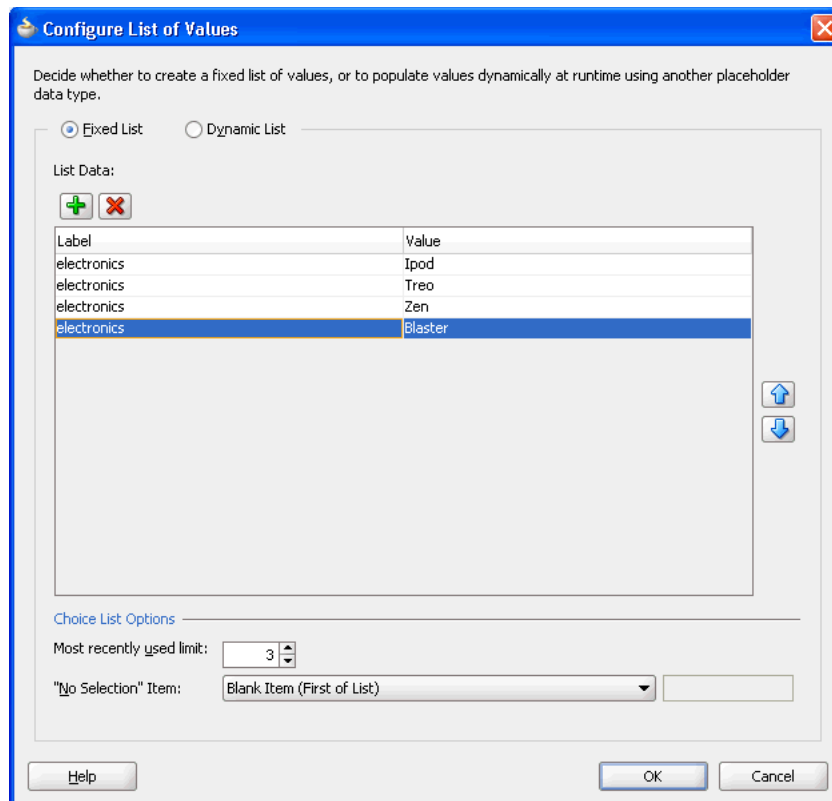 Configure List of Values
Decide whether to create a fixed list of values, or to populate values dynamically at runtime using another placeholder
data type.
Fixed List Dynamic List
List Data:
Label Value
electronics Ipod
electronics Treo
electronics Zen
electronics Blaster
Choice List Options
Most recently used limit: 3
"No Selection" Item: Blank Item (First of List)
Help OK Cancel